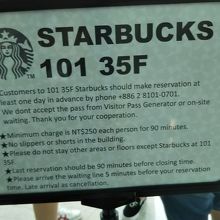 STARBUCKS
101 35F
Customers to 101 35F Starbucks should make reservation at
least one day in advance by phone +886 2 8101-0701.
We dont accept the pass from Visitor Pass Generator or on-site
waiting. Thank you for your cooperation.
★Minimum charge is NT$250 each person for 90 minutes.
★No slippers or shorts in the building.
★Please do not stay other areas or floors except Starbucks at 101
35F.
★Last reservation should be 90 minutes before closing time.
★Please arrive the waiting line 5 minutes before your reservation
time. Late arrival as cancellation.